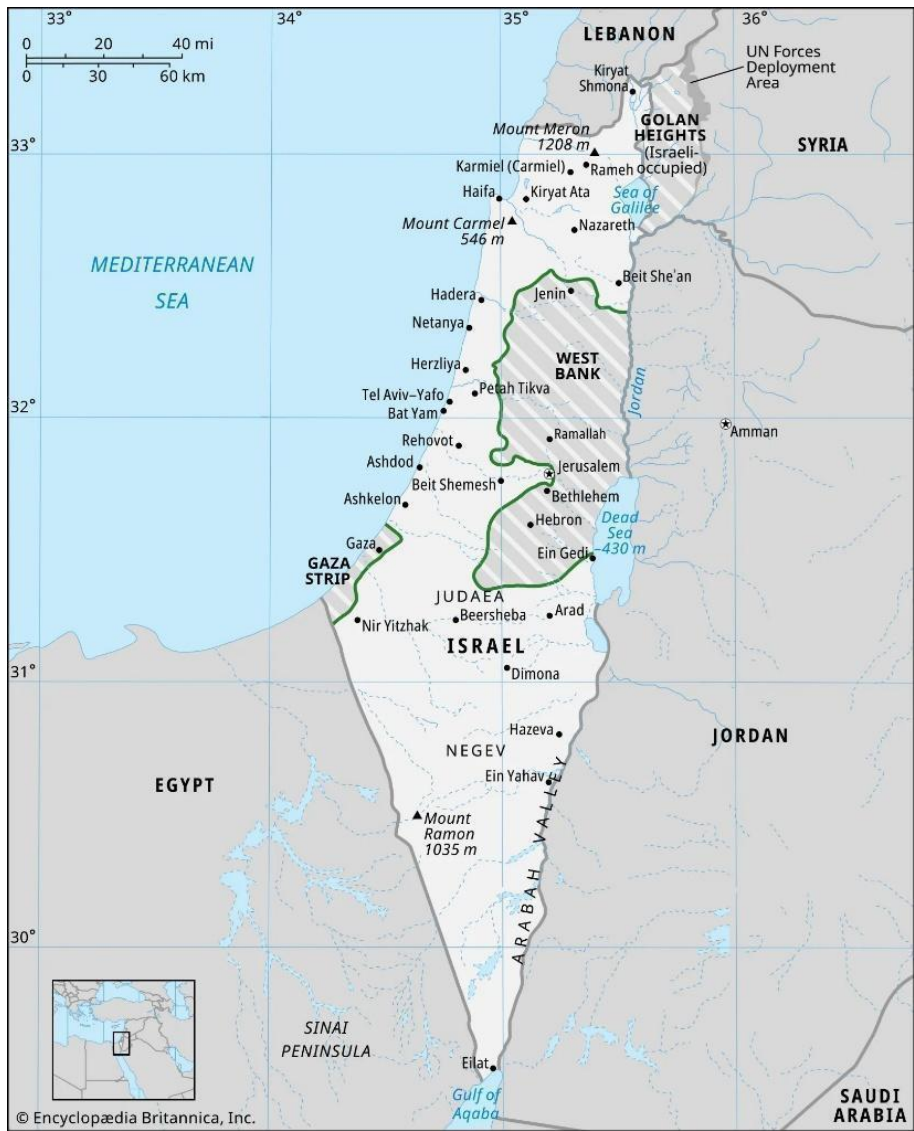 33°
34°
35°
36°
0 20 40 mi
0 30 60 km
LEBANON
UN Forces
Deployment
Area
Kiryat
Shmona
GOLAN
HEIGHTS
(Israeli-
occupied)
Mount Meron
1208 m
33°
SYRIA
Karmiel (Carmiel)
Rameh
Haifa
Kiryat Ata
Sea of
Galilee
Mount Carmel
546 m
Nazareth
MEDITERRANEAN
SEA
Beit She'an
Hadera
Jenin
Netanya
WEST
BANK
Herzliya
Petah Tikva
Jordan
Tel Aviv–Yafo
Bat Yam
32°
Amman
Rehovot
Ramallah
Ashdod
Jerusalem
Beit Shemesh
Bethlehem
Ashkelon
Hebron
Dead
Sea
–430 m
Gaza
Ein Gedi
GAZA
STRIP
JUDAEA
Nir Yitzhak
Beersheba
Arad
ISRAEL
31°
Dimona
Hazeva
JORDAN
NEGEV
EGYPT
Ein Yahav
Mount
Ramon
1035 m
ARABAH VALLEY
30°
SINAI
PENINSULA
Eilat
Gulf of
Aqaba
SAUDI
ARABIA
© Encyclopædia Britannica, Inc.